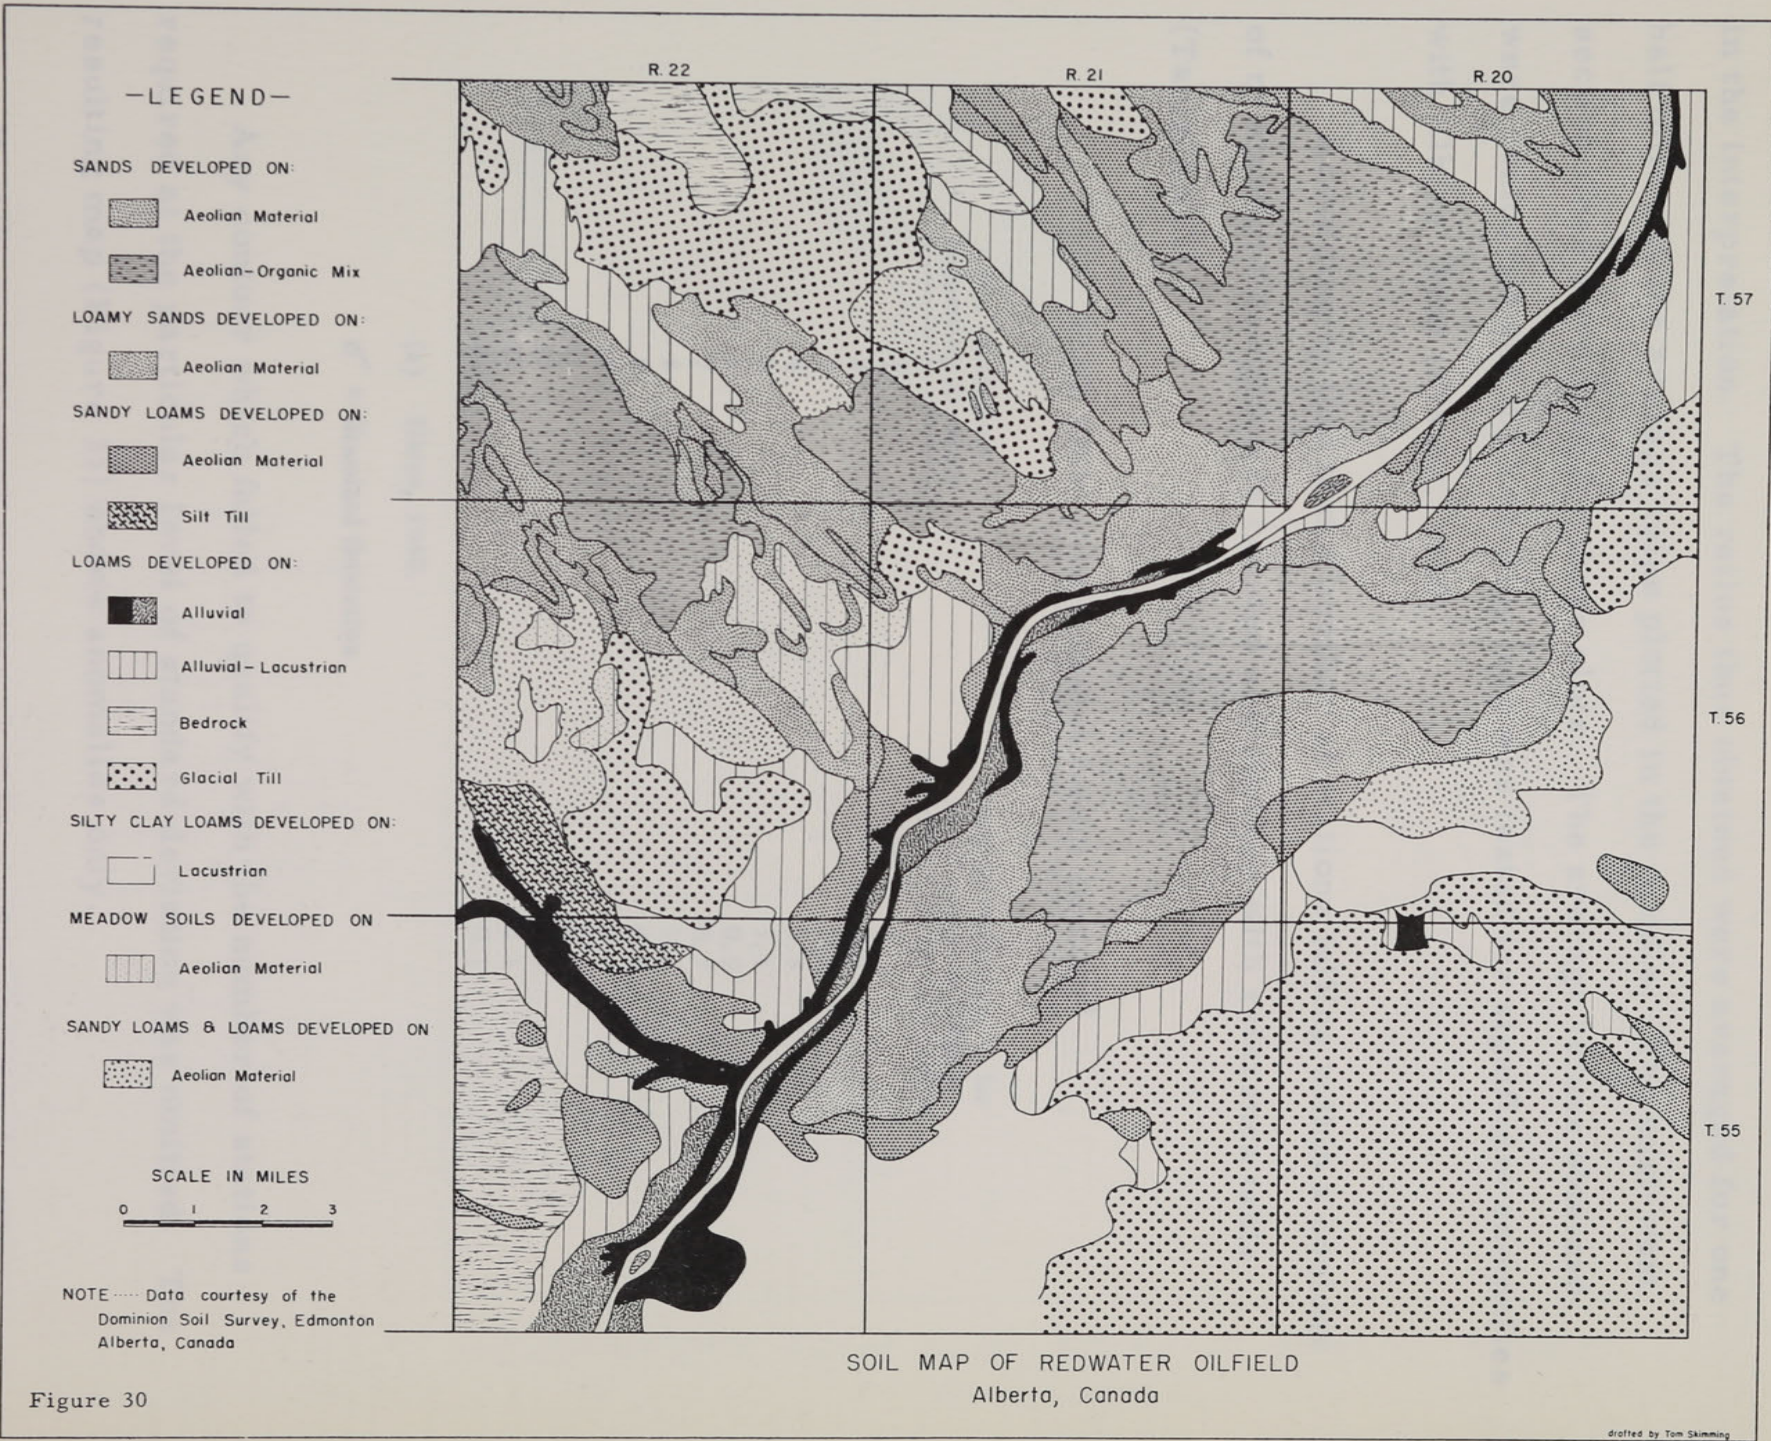 —LEGEND—
SANDS DEVELOPED ON:
Aeolian Material
Aeolian-Organic Mix
LOAMY SANDS DEVELOPED ON:
Aeolian Material
SANDY LOAMS DEVELOPED ON:
Aeolian Material
Silt Till
LOAMS DEVELOPED ON:
Alluvial
Alluvial-Lacustrian
Bedrock
Glacial Till
SILTY CLAY LOAMS DEVELOPED ON:
Lacustrian
MEADOW SOILS DEVELOPED ON
Aeolian Material
SANDY LOAMS & LOAMS DEVELOPED ON
Aeolian Material
SCALE IN MILES
0 1 2 3
NOTE ····· Data courtesy of the
Dominion Soil Survey, Edmonton
Alberta, Canada
Figure 30
R. 22 R. 21 R. 20
T. 57
T. 56
T. 55
SOIL MAP OF REDWATER OILFIELD
Alberta, Canada
drafted by Tom Skimming